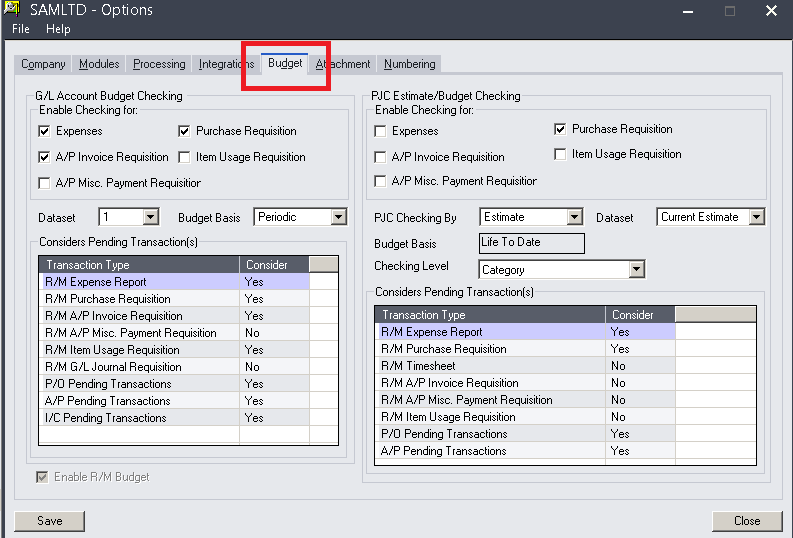 SAMLTD - Options
File Help
Company Modules Processing Integrations Budget Attachment Numbering
G/L Account Budget Checking
Enable Checking for:
Expenses Purchase Requisition
A/P Invoice Requisition Item Usage Requisition
A/P Misc. Payment Requisition
Dataset 1 Budget Basis Periodic
Considers Pending Transaction(s)
Transaction Type Consider
R/M Expense Report Yes
R/M Purchase Requisition Yes
R/M A/P Invoice Requisition Yes
R/M A/P Misc. Payment Requisition No
R/M Item Usage Requisition Yes
R/M G/L Journal Requisition No
P/O Pending Transactions Yes
A/P Pending Transactions Yes
I/C Pending Transactions Yes
Enable R/M Budget
PJC Estimate/Budget Checking
Enable Checking for:
Expenses Purchase Requisition
A/P Invoice Requisition Item Usage Requisition
A/P Misc. Payment Requisition
PJC Checking By Estimate Dataset Current Estimate
Budget Basis Life To Date
Checking Level Category
Considers Pending Transaction(s)
Transaction Type Consider
R/M Expense Report Yes
R/M Purchase Requisition Yes
R/M Timesheet No
R/M A/P Invoice Requisition No
R/M A/P Misc. Payment Requisition No
R/M Item Usage Requisition No
P/O Pending Transactions Yes
A/P Pending Transactions Yes
Save Close